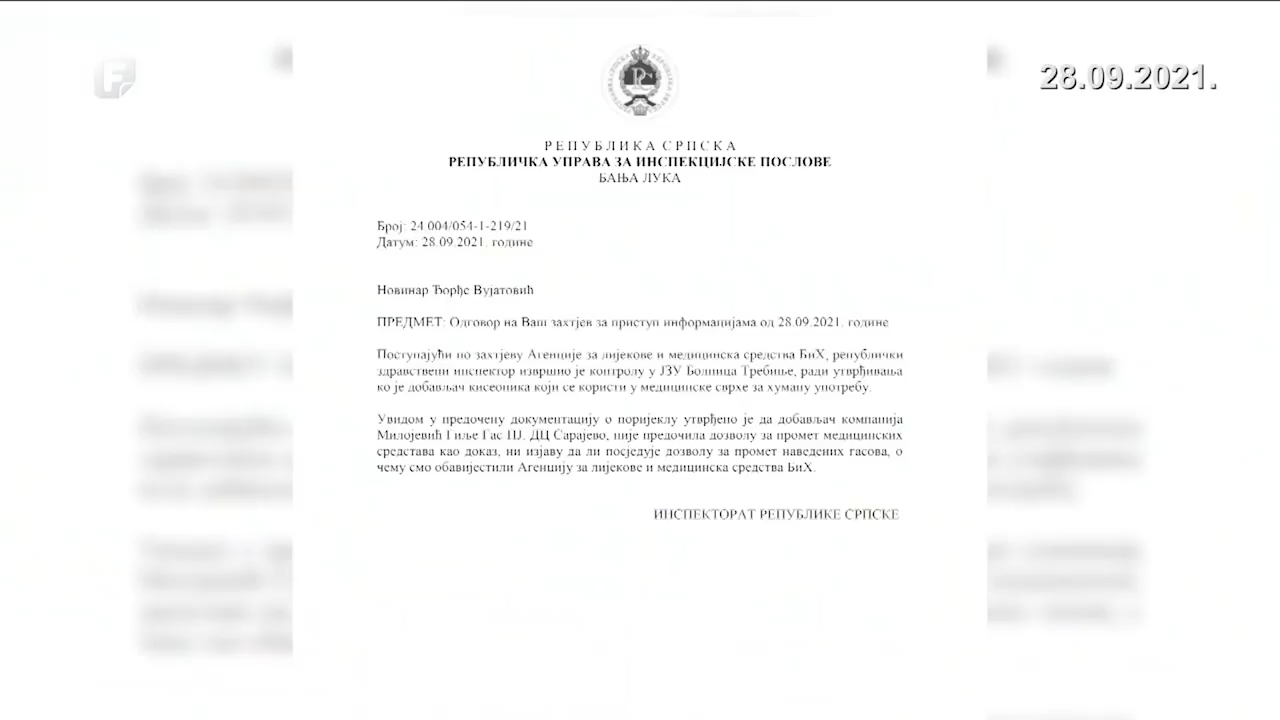 28.09.2021.
РЕПУБЛИКА СРПСКА
РЕПУБЛИЧКА УПРАВА ЗА ИНСПЕКЦИЈСКЕ ПОСЛОВЕ
БАЊА ЛУКА
Број: 24.004/054-1-219/21
Датум: 28.09.2021. године
Новинар Ђорђе Вујатовић
ПРЕДМЕТ: Одговор на Ваш захтјев за приступ информацијама од 28.09.2021. године
Поступајући по захтјеву Агенције за лијекове и медицинска средства БиХ, републички
здравствени инспектор извршио је контролу у ЈЗУ Болница Требиње, ради утврђивања
ко је добављач кисеоника који се користи у медицинске сврхе за хуману употребу.
Увидом у предочену документацију о поријеклу утврђено је да добављач компанија
Милојевић Гиље Гас ПЈ. ДЦ Сарајево, није предочила дозволу за промет медицинских
средстава као доказ, ни изјаву да ли посједује дозволу за промет наведених гасова, о
чему смо обавијестили Агенцију за лијекове и медицинска средства БиХ.
ИНСПЕКТОРАТ РЕПУБЛИКЕ СРПСКЕ